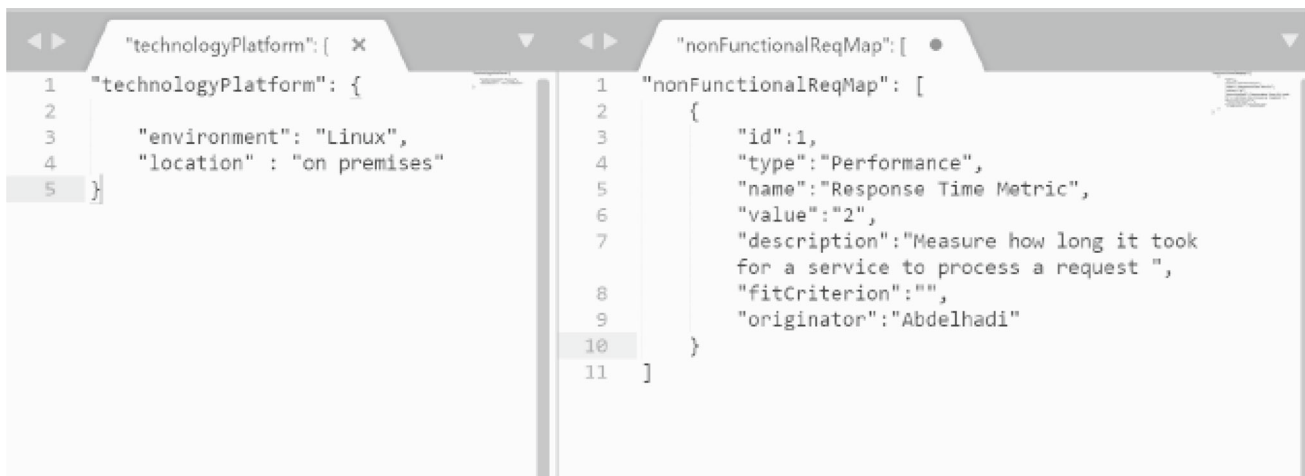 "technologyPlatform": [
1 "technologyPlatform": {
2
3 "environment": "Linux",
4 "location" : "on premises"
5 }
"nonFunctionalReqMap": [
1 "nonFunctionalReqMap": [
2 {
3 "id":1,
4 "type":"Performance",
5 "name":"Response Time Metric",
6 "value":"2",
7 "description":"Measure how long it took
for a service to process a request ",
8 "fitCriterion":"",
9 "originator":"Abdelhadi"
10 }
11 ]